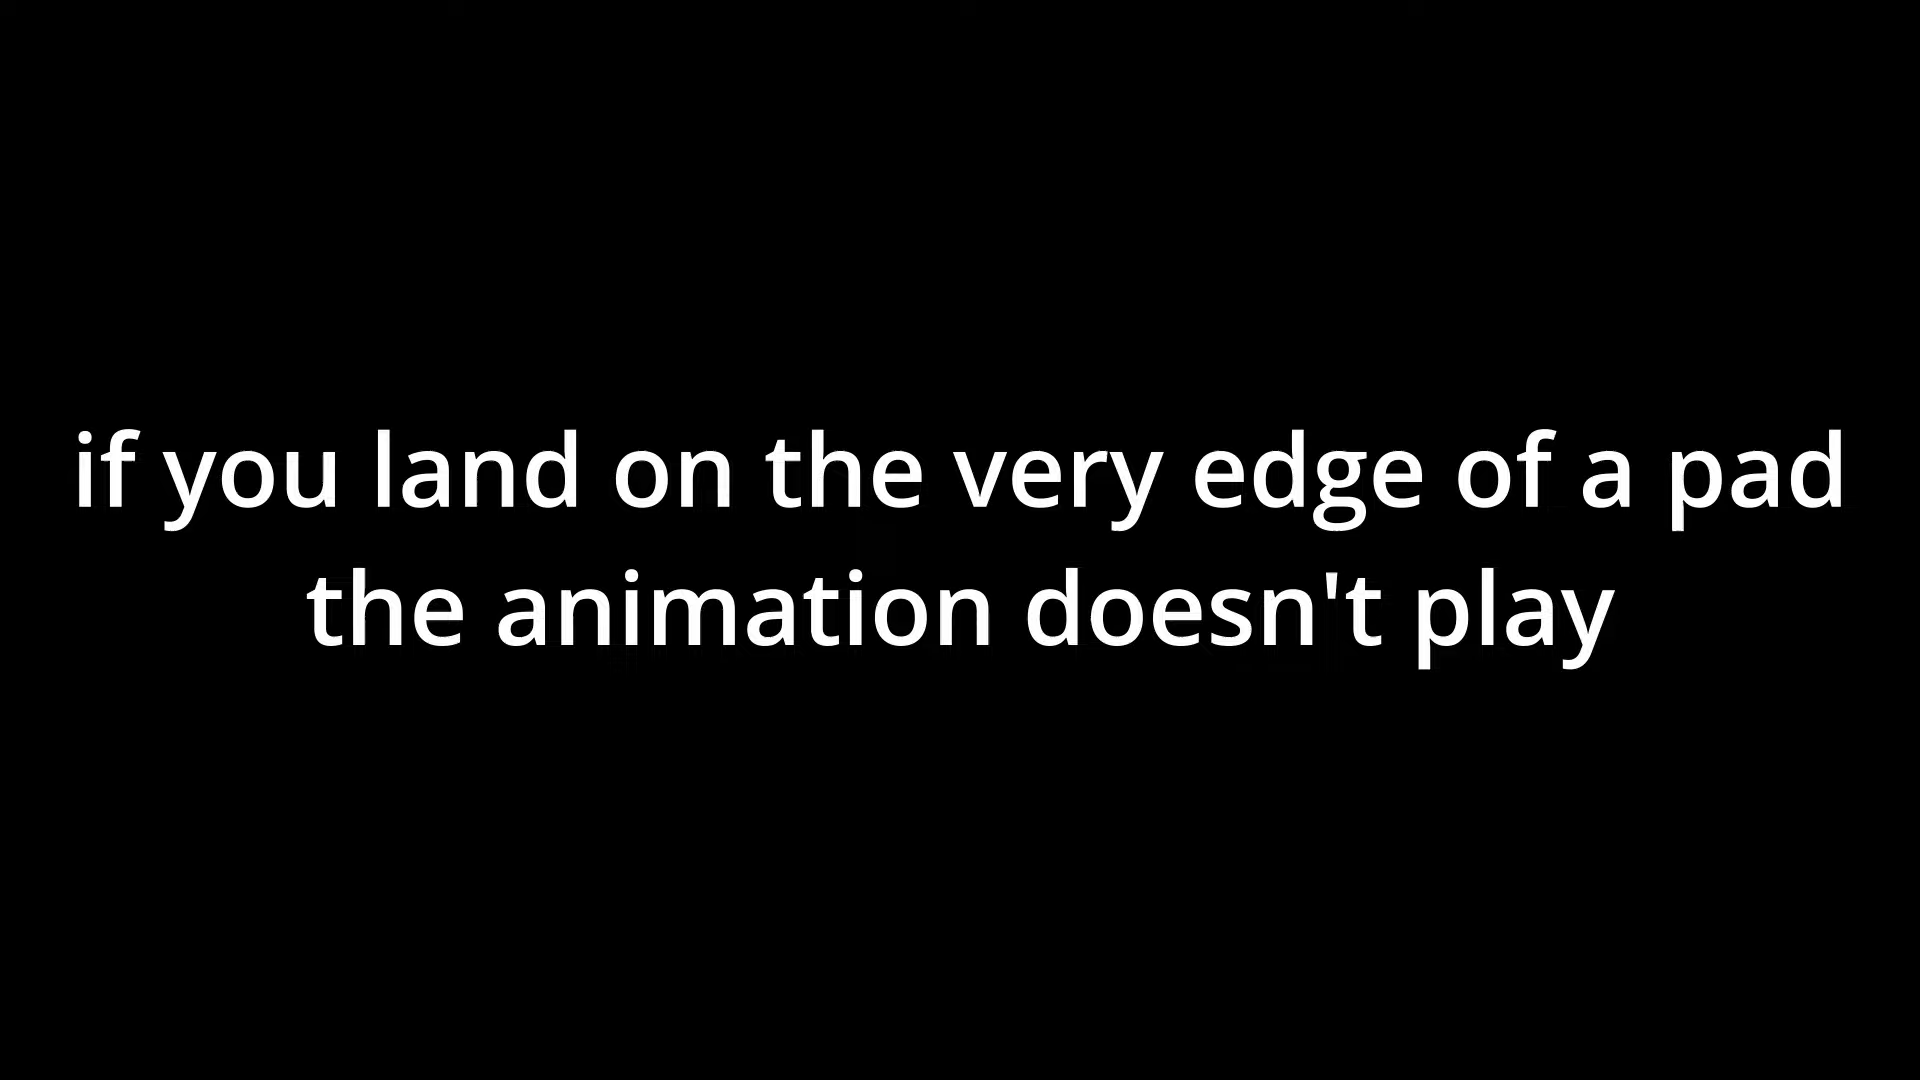 if you land on the very edge of a pad
the animation doesn't play